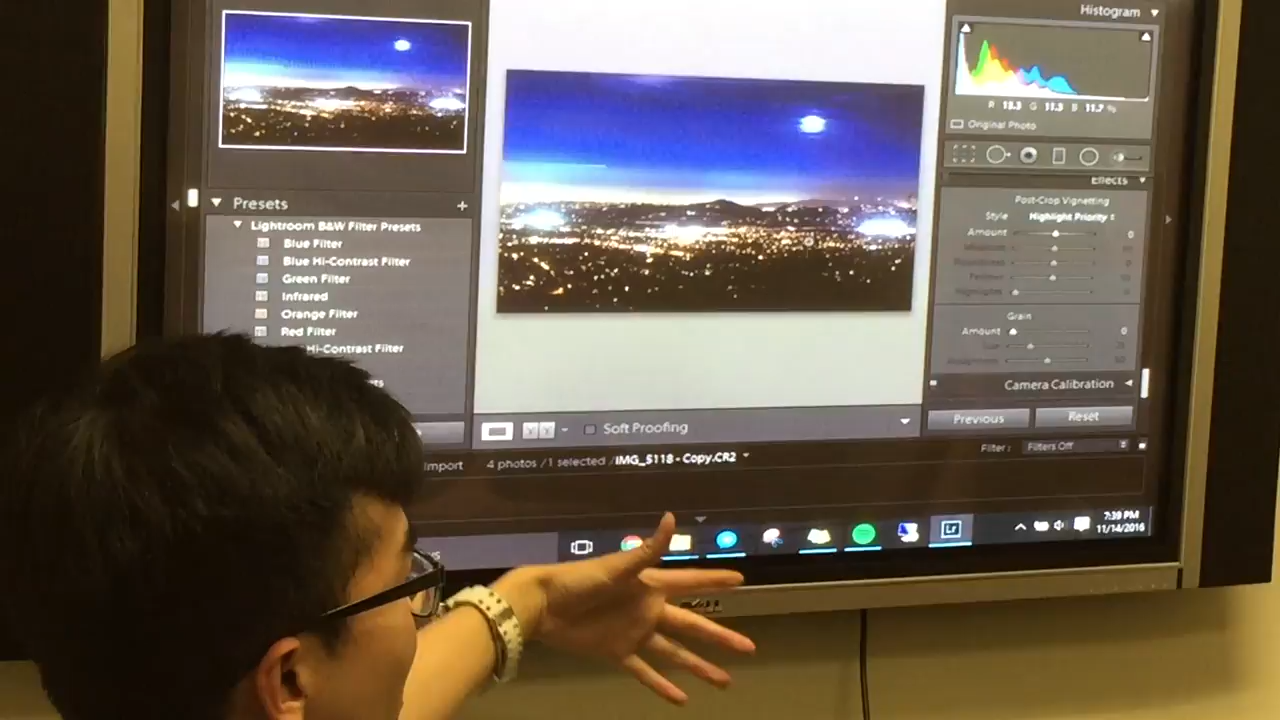 Histogram
R 13.3 G 11.3 B 11.7 %
Original Photo
Effects
Post-Crop Vignetting
Style Highlight Priority
Amount 0
Grain
Amount 0
Camera Calibration
Previous Reset
Filter: Filters Off
Presets +
Lightroom B&W Filter Presets
Blue Filter
Blue Hi-Contrast Filter
Green Filter
Infrared
Orange Filter
Red Filter
Hi-Contrast Filter
Soft Proofing
Import 4 photos / 1 selected / IMG_5118 - Copy.CR2
Lr
7:39 PM
11/14/2016
DELL